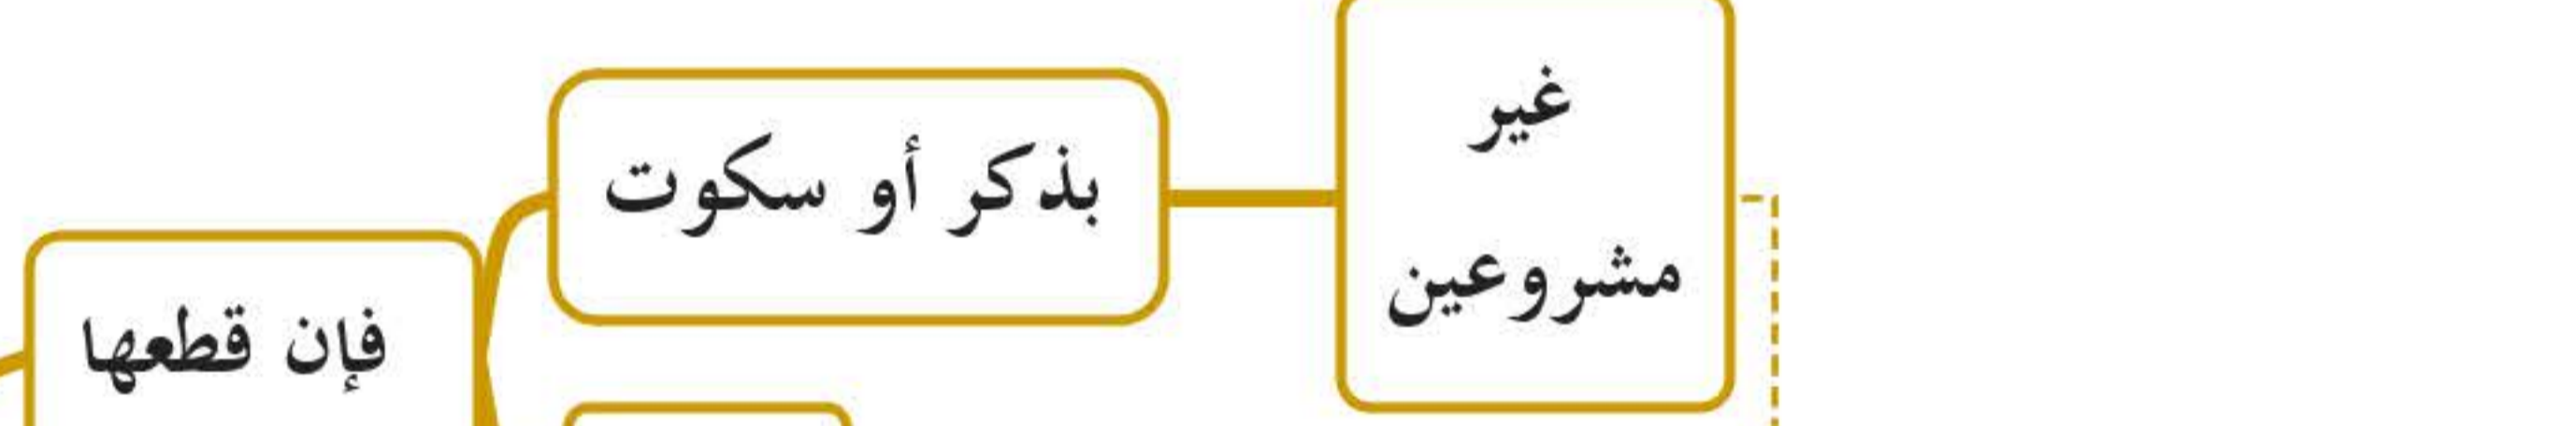 غير
مشروعين
بذكر أو سكوت
فإن قطعها